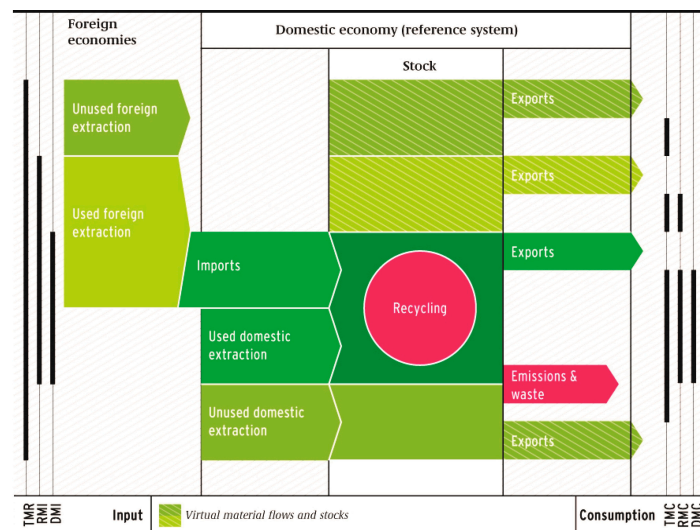 Foreign
economies
Domestic economy (reference system)
Stock
Unused foreign
extraction
Exports
Used foreign
extraction
Exports
Imports
Exports
Recycling
Used domestic
extraction
Emissions &
waste
Unused domestic
extraction
Exports
TMR
RMI
DMI
Input
Virtual material flows and stocks
Consumption
TMC
RMC
DMC